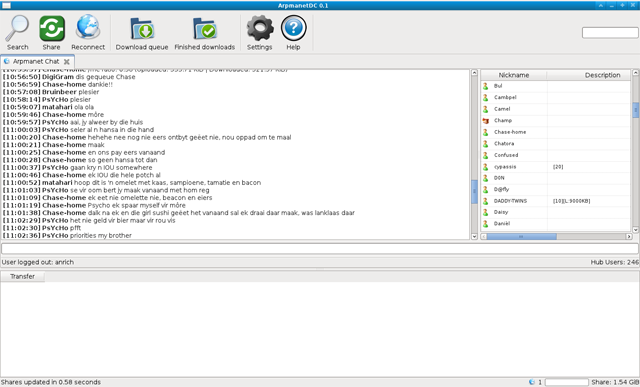 ArpmanetDC 0.1
Search Share Reconnect Download queue Finished downloads Settings Help
Arpmanet Chat
[10:56:50] DigiGram dis gequeue Chase
[10:56:59] Chase-home dankie!!
[10:57:08] Bruinbeer plesier
[10:58:14] PsYcHo plesier
[10:59:07] matahari ola ola
[10:59:46] Chase-home môre
[10:59:57] PsYcHo aai, jy alweer by die huis
[11:00:03] PsYcHo seler al n hansa in die hand
[11:00:20] Chase-home hehehe nee nog nie eers ontbyt geëet nie, nou oppad om te maal
[11:00:21] Chase-home maak
[11:00:25] Chase-home en ons pay eers vanaand
[11:00:28] Chase-home so geen hansa tot dan
[11:00:37] PsYcHo gaan kry n IOU somewhere
[11:00:46] Chase-home ek IOU die hele potch al
[11:00:52] matahari hoop dit is 'n omelet met kaas, samploene, tamatie en bacon
[11:01:03] PsYcHo se vir oom bert jy maak vanaand met hom reg
[11:01:09] Chase-home ek eet nie omelette nie, beacon en eiers
[11:01:19] Chase-home Psycho ek spaar myself vir môre
[11:01:38] Chase-home dalk na ek en die girl sushi geëet het vanaand sal ek draai daar maak, was lanklaas daar
[11:02:29] PsYcHo het nie geld vir bier maar vir rou vis
[11:02:30] PsYcHo pfft
[11:02:36] PsYcHo priorities my brother
Nickname Description
Bul
Cambpel
Camel
Champ
Chase-home
Chatora
Confused
cypassis [20]
D0N
D@fly
DADDY-TWINS [10][L:9000KB]
Daisy
Daniël
User logged out: anrich
Hub Users: 246
Transfer
Shares updated in 0.58 seconds
1
Share: 1.54 GiB